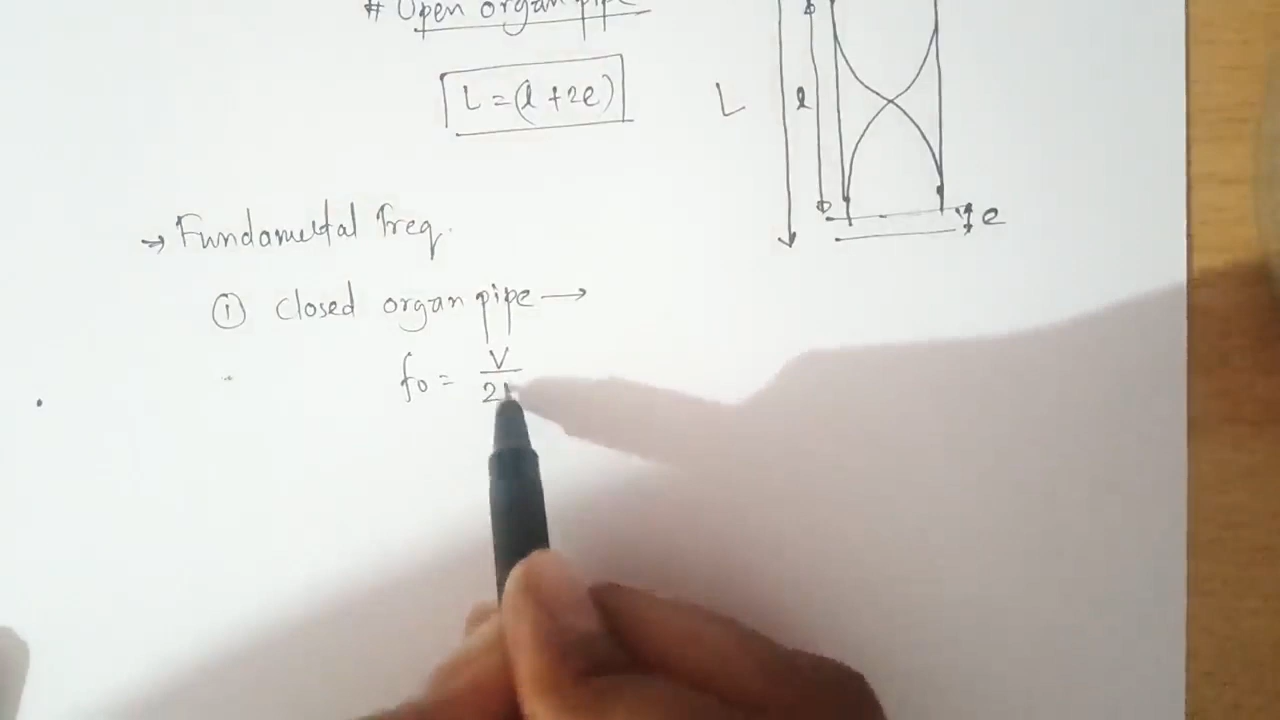 # Open organ pipe
L = (l + 2e)
L
l
e
→ Fundamental freq.
① closed organ pipe →
f0 = V / 2